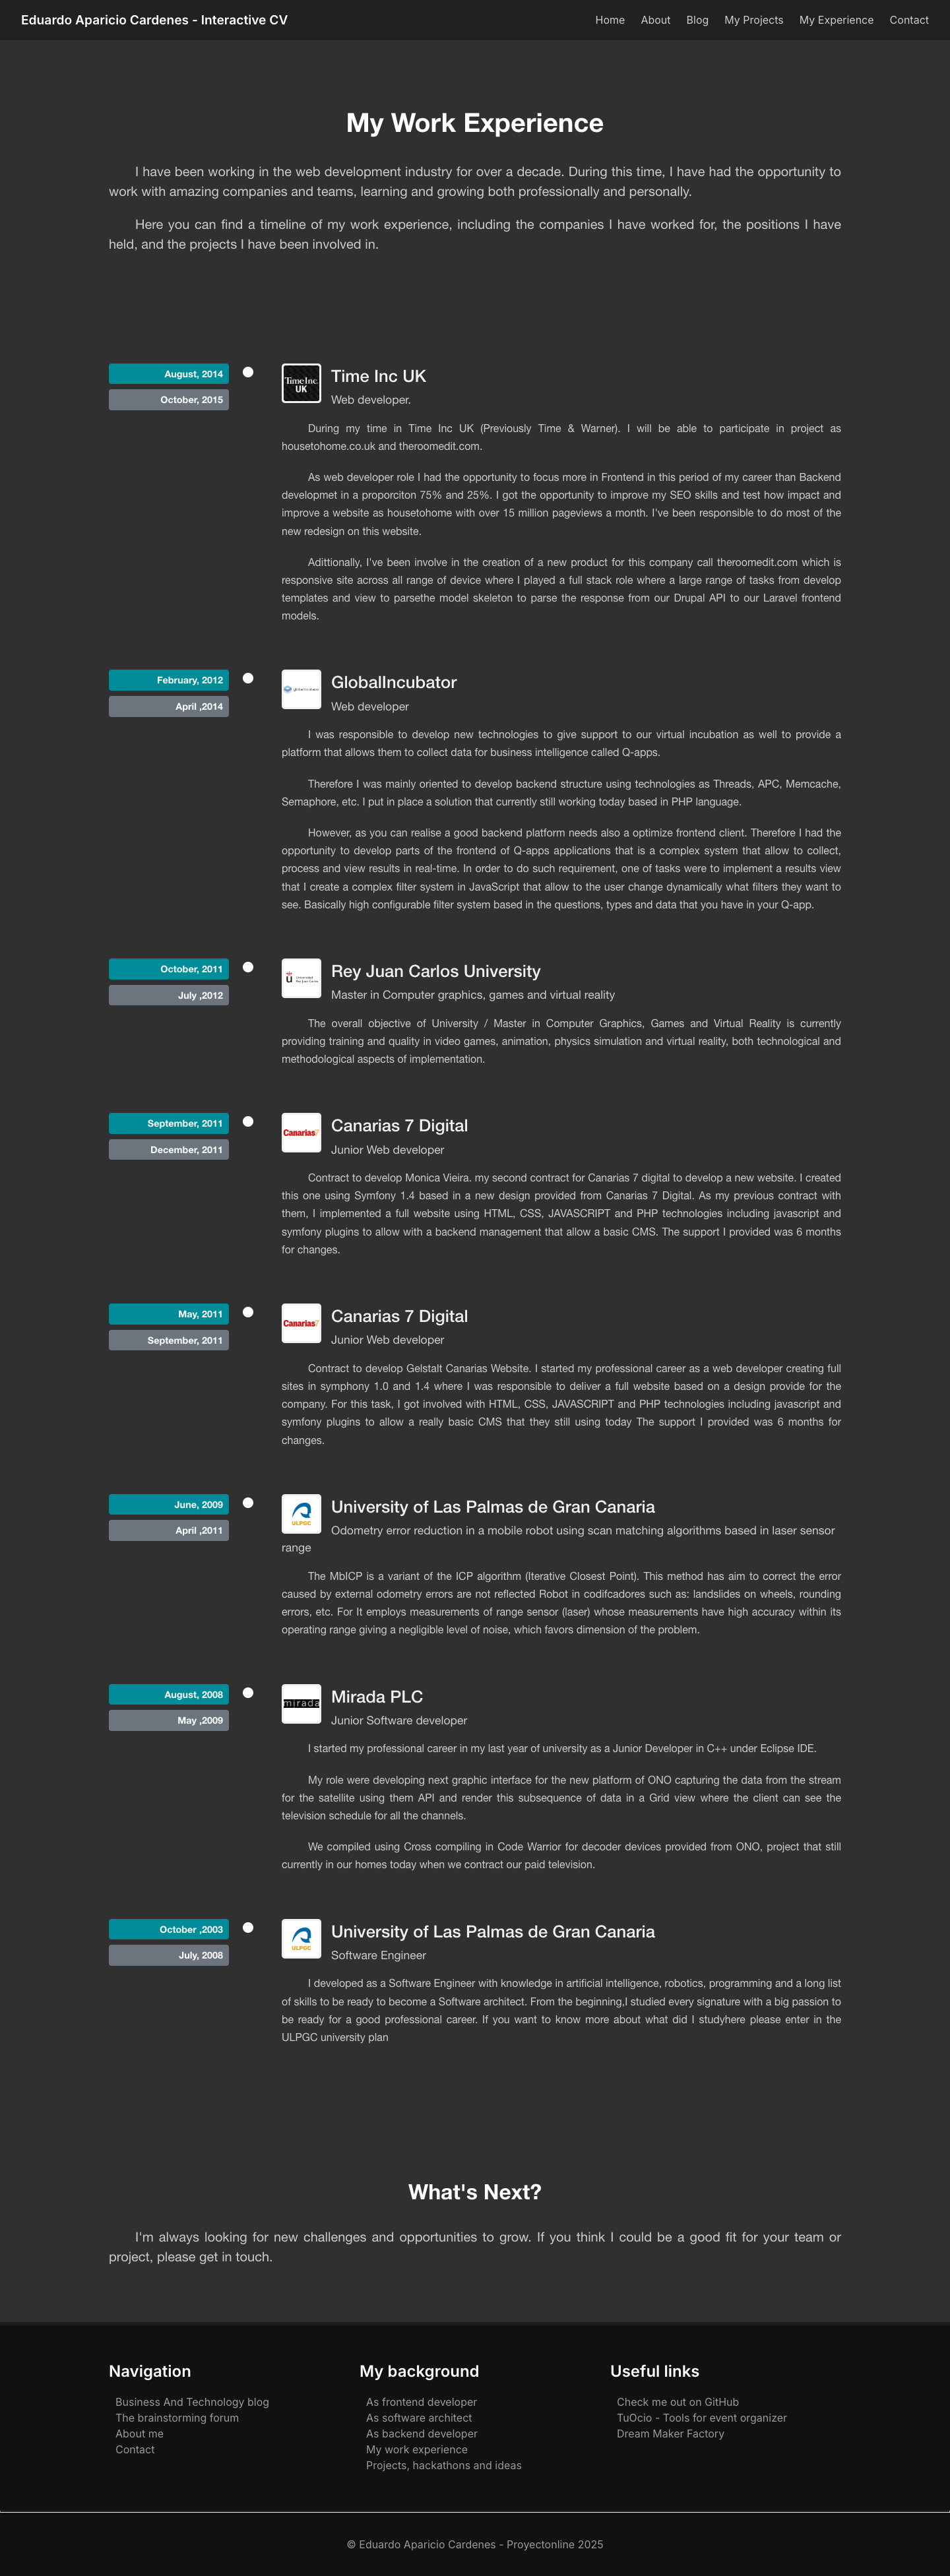 Eduardo Aparicio Cardenes - Interactive CV
Home About Blog My Projects My Experience Contact
My Work Experience
I have been working in the web development industry for over a decade. During this time, I have had the opportunity to
work with amazing companies and teams, learning and growing both professionally and personally.
Here you can find a timeline of my work experience, including the companies I have worked for, the positions I have
held, and the projects I have been involved in.
August, 2014
October, 2015
Time Inc.
UK
Time Inc UK
Web developer.
During my time in Time Inc UK (Previously Time & Warner). I will be able to participate in project as
housetohome.co.uk and theroomedit.com.
As web developer role I had the opportunity to focus more in Frontend in this period of my career than Backend
developmet in a proporciton 75% and 25%. I got the opportunity to improve my SEO skills and test how impact and
improve a website as housetohome with over 15 million pageviews a month. I've been responsible to do most of the
new redesign on this website.
Adittionally, I've been involve in the creation of a new product for this company call theroomedit.com which is
responsive site across all range of device where I played a full stack role where a large range of tasks from develop
templates and view to parsethe model skeleton to parse the response from our Drupal API to our Laravel frontend
models.
February, 2012
April ,2014
GlobalIncubator
Web developer
I was responsible to develop new technologies to give support to our virtual incubation as well to provide a
platform that allows them to collect data for business intelligence called Q-apps.
Therefore I was mainly oriented to develop backend structure using technologies as Threads, APC, Memcache,
Semaphore, etc. I put in place a solution that currently still working today based in PHP language.
However, as you can realise a good backend platform needs also a optimize frontend client. Therefore I had the
opportunity to develop parts of the frontend of Q-apps applications that is a complex system that allow to collect,
process and view results in real-time. In order to do such requirement, one of tasks were to implement a results view
that I create a complex filter system in JavaScript that allow to the user change dynamically what filters they want to
see. Basically high configurable filter system based in the questions, types and data that you have in your Q-app.
October, 2011
July ,2012
Universidad
Rey Juan Carlos
Rey Juan Carlos University
Master in Computer graphics, games and virtual reality
The overall objective of University / Master in Computer Graphics, Games and Virtual Reality is currently
providing training and quality in video games, animation, physics simulation and virtual reality, both technological and
methodological aspects of implementation.
September, 2011
December, 2011
Canarias7
Canarias 7 Digital
Junior Web developer
Contract to develop Monica Vieira. my second contract for Canarias 7 digital to develop a new website. I created
this one using Symfony 1.4 based in a new design provided from Canarias 7 Digital. As my previous contract with
them, I implemented a full website using HTML, CSS, JAVASCRIPT and PHP technologies including javascript and
symfony plugins to allow with a backend management that allow a basic CMS. The support I provided was 6 months
for changes.
May, 2011
September, 2011
Canarias7
Canarias 7 Digital
Junior Web developer
Contract to develop Gelstalt Canarias Website. I started my professional career as a web developer creating full
sites in symphony 1.0 and 1.4 where I was responsible to deliver a full website based on a design provide for the
company. For this task, I got involved with HTML, CSS, JAVASCRIPT and PHP technologies including javascript and
symfony plugins to allow a really basic CMS that they still using today The support I provided was 6 months for
changes.
June, 2009
April ,2011
ULPGC
University of Las Palmas de Gran Canaria
Odometry error reduction in a mobile robot using scan matching algorithms based in laser sensor
range
The MbICP is a variant of the ICP algorithm (Iterative Closest Point). This method has aim to correct the error
caused by external odometry errors are not reflected Robot in codifcadores such as: landslides on wheels, rounding
errors, etc. For It employs measurements of range sensor (laser) whose measurements have high accuracy within its
operating range giving a negligible level of noise, which favors dimension of the problem.
August, 2008
May ,2009
mirada
Mirada PLC
Junior Software developer
I started my professional career in my last year of university as a Junior Developer in C++ under Eclipse IDE.
My role were developing next graphic interface for the new platform of ONO capturing the data from the stream
for the satellite using them API and render this subsequence of data in a Grid view where the client can see the
television schedule for all the channels.
We compiled using Cross compiling in Code Warrior for decoder devices provided from ONO, project that still
currently in our homes today when we contract our paid television.
October ,2003
July, 2008
ULPGC
University of Las Palmas de Gran Canaria
Software Engineer
I developed as a Software Engineer with knowledge in artificial intelligence, robotics, programming and a long list
of skills to be ready to become a Software architect. From the beginning,I studied every signature with a big passion to
be ready for a good professional career. If you want to know more about what did I studyhere please enter in the
ULPGC university plan
What's Next?
I'm always looking for new challenges and opportunities to grow. If you think I could be a good fit for your team or
project, please get in touch.
Navigation
Business And Technology blog
The brainstorming forum
About me
Contact
My background
As frontend developer
As software architect
As backend developer
My work experience
Projects, hackathons and ideas
Useful links
Check me out on GitHub
TuOcio - Tools for event organizer
Dream Maker Factory
© Eduardo Aparicio Cardenes - Proyectonline 2025